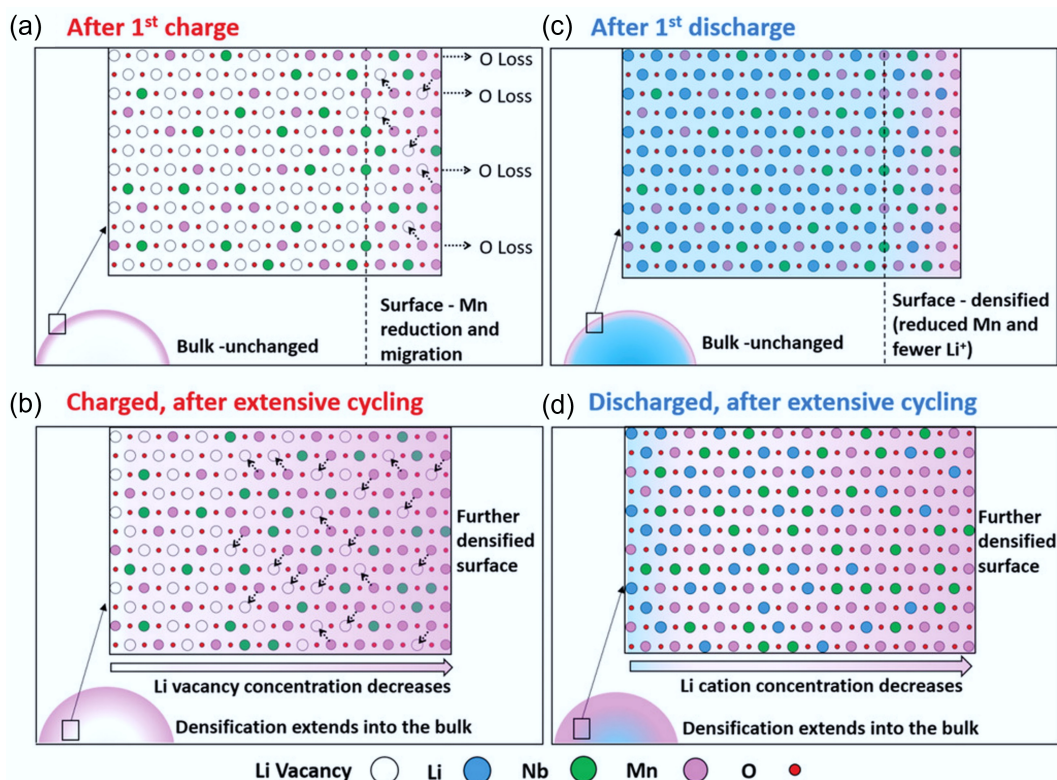 (a) After 1st charge
O Loss
O Loss
O Loss
O Loss
Bulk -unchanged
Surface - Mn
reduction and
migration
(c) After 1st discharge
Bulk -unchanged
Surface - densified
(reduced Mn and
fewer Li+)
(b) Charged, after extensive cycling
Further
densified
surface
Li vacancy concentration decreases
Densification extends into the bulk
(d) Discharged, after extensive cycling
Further
densified
surface
Li cation concentration decreases
Densification extends into the bulk
Li Vacancy Li Nb Mn O